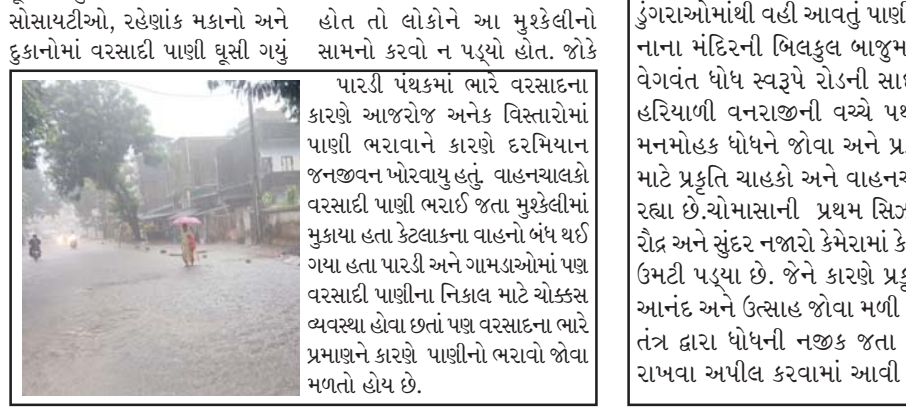 સોસાયટીઓ, રહેણાંક મકાનો અને
દુકાનોમાં વરસાદી પાણી ઘૂસી ગયું
હોત તો લોકોને આ મુશ્કેલીનો
સામનો કરવો ન પડ્યો હોત. જોકે
પારડી પંથકમાં ભારે વરસાદના
કારણે આજરોજ અનેક વિસ્તારોમાં
પાણી ભરાવાને કારણે દરમિયાન
જનજીવન ખોરવાયુ હતું. વાહનચાલકો
વરસાદી પાણી ભરાઈ જતા મુશ્કેલીમાં
મુકાયા હતા કેટલાકના વાહનો બંધ થઈ
ગયા હતા પારડી અને ગામડાઓમાં પણ
વરસાદી પાણીના નિકાલ માટે ચોક્કસ
વ્યવસ્થા હોવા છતાં પણ વરસાદના ભારે
પ્રમાણને કારણે પાણીનો ભરાવો જોવા
મળતો હોય છે.
ડુંગરાઓમાંથી વહી આવતું પાણી
નાના મંદિરની બિલકુલ
વેગવંત ધોધ સ્વરૂપે રોડની
હરિયાળી વનરાજીની વચ્ચે
મનમોહક ધોધને જોવા અને
માટે પ્રકૃતિ ચાહકો અને
રહ્યા છે.ચોમાસાની પ્રથમ
રૌદ્ર અને સુંદર નજારો કેમેરામાં
ઉમટી પડ્યા છે. જેને કારણે
આનંદ અને ઉત્સાહ જોવા મળી
તંત્ર દ્વારા ધોધની નજીક જતા
રાખવા અપીલ કરવામાં આવી